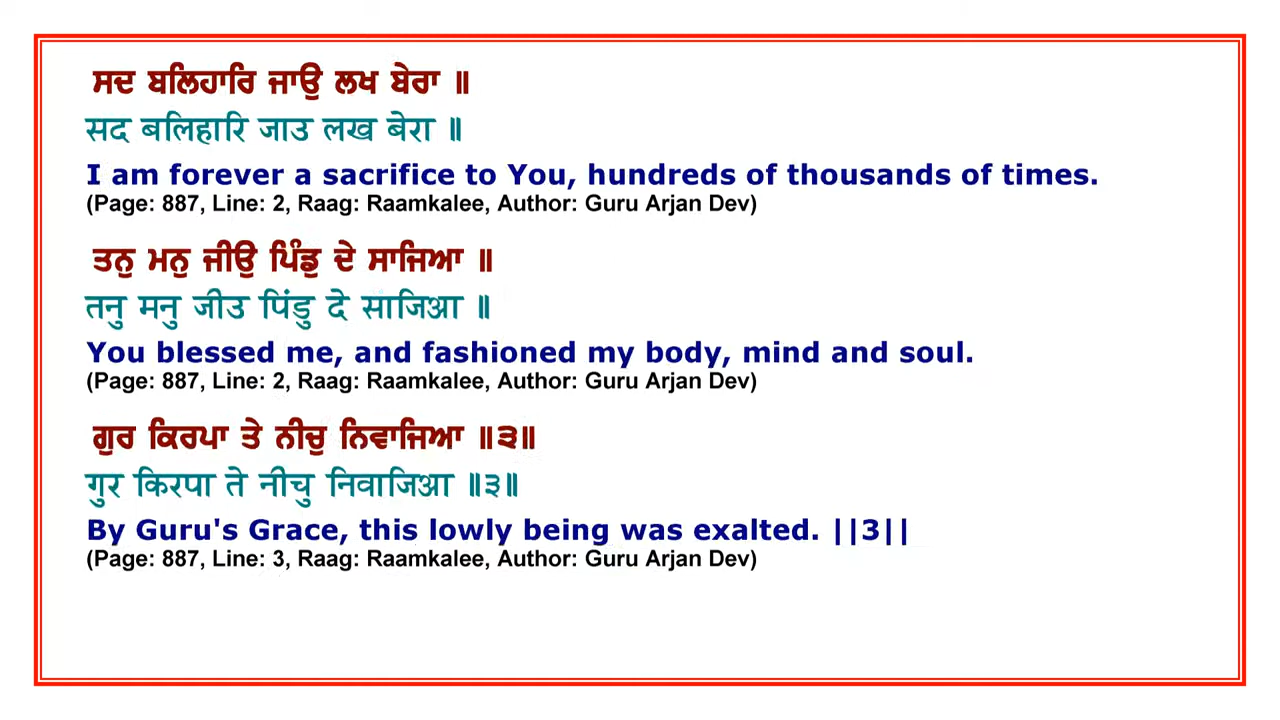 ਸਦ ਬਲਿਹਾਰਿ ਜਾਉ ਲਖ ਬੇਰਾ ॥
सद बलिहारि जाउ लख बेरा ॥
I am forever a sacrifice to You, hundreds of thousands of times.
(Page: 887, Line: 2, Raag: Raamkalee, Author: Guru Arjan Dev)
ਤਨੁ ਮਨੁ ਜੀਉ ਪਿੰਡੁ ਦੇ ਸਾਜਿਆ ॥
तनु मनु जीउ पिंडु दे साजिआ ॥
You blessed me, and fashioned my body, mind and soul.
(Page: 887, Line: 2, Raag: Raamkalee, Author: Guru Arjan Dev)
ਗੁਰ ਕਿਰਪਾ ਤੇ ਨੀਚੁ ਨਿਵਾਜਿਆ ॥੩॥
गुर किरपा ते नीचु निवाजिआ ॥३॥
By Guru's Grace, this lowly being was exalted. ||3||
(Page: 887, Line: 3, Raag: Raamkalee, Author: Guru Arjan Dev)